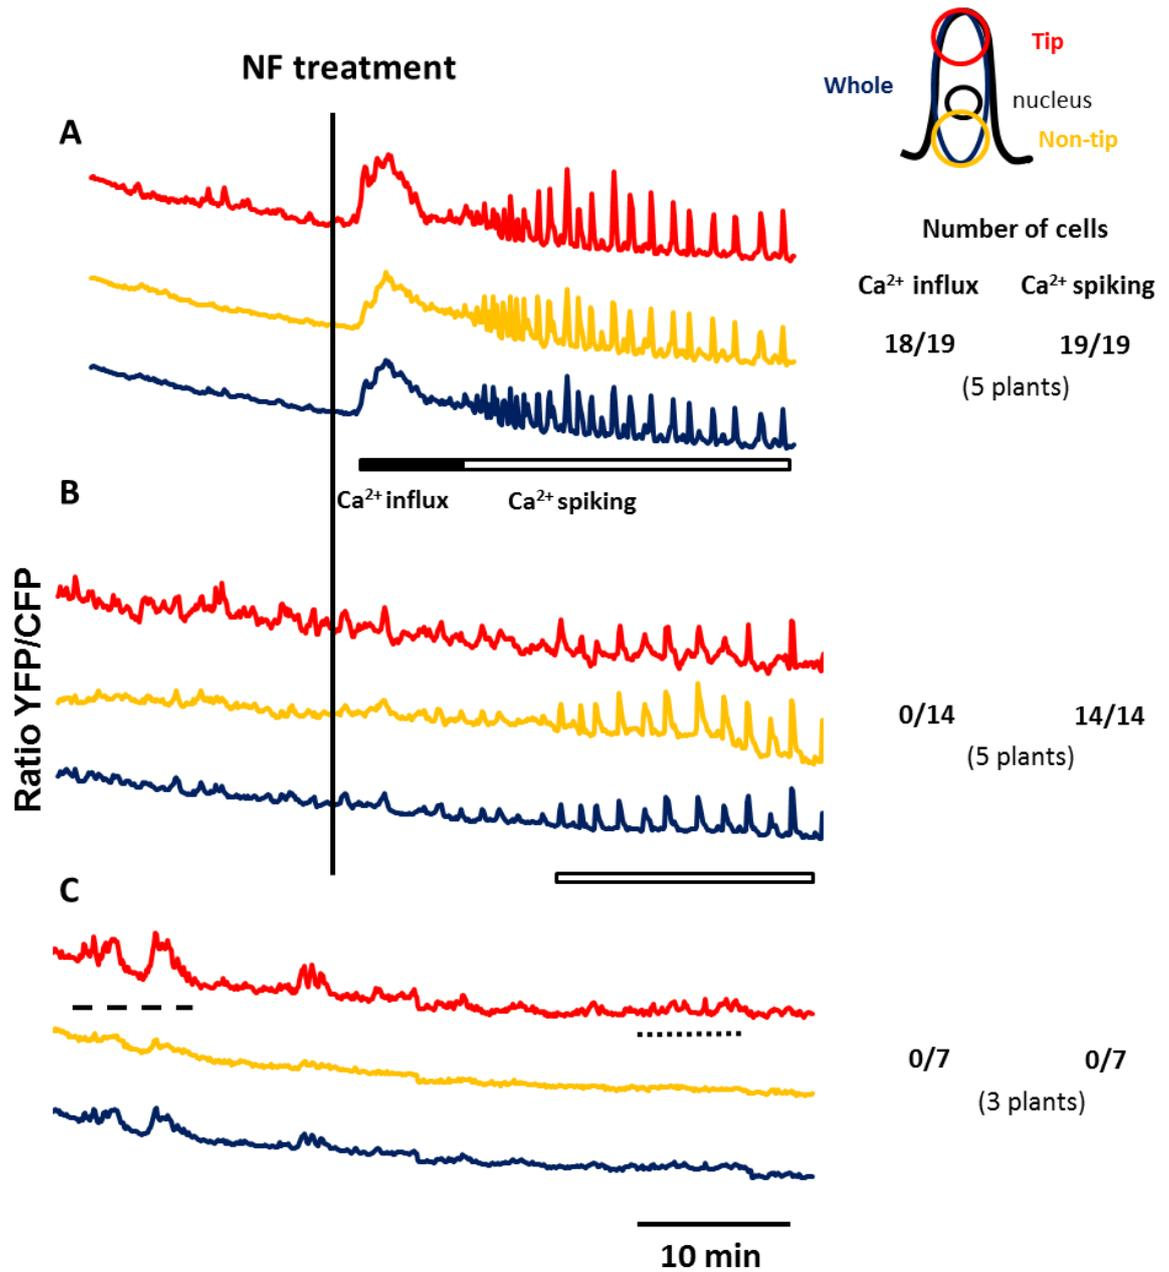 NF treatment
Tip
Whole
nucleus
Non-tip
A
Number of cells
Ca²⁺ influx Ca²⁺ spiking
18/19 19/19
(5 plants)
Ca²⁺ influx Ca²⁺ spiking
B
Ratio YFP/CFP
0/14 14/14
(5 plants)
C
0/7 0/7
(3 plants)
10 min